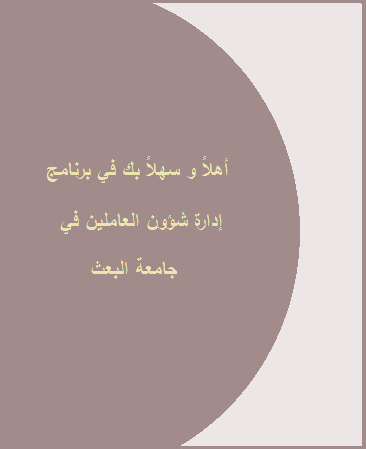 أهلاً و سهلاً بك في برنامج
إدارة شؤون العاملين في
جامعة البعث